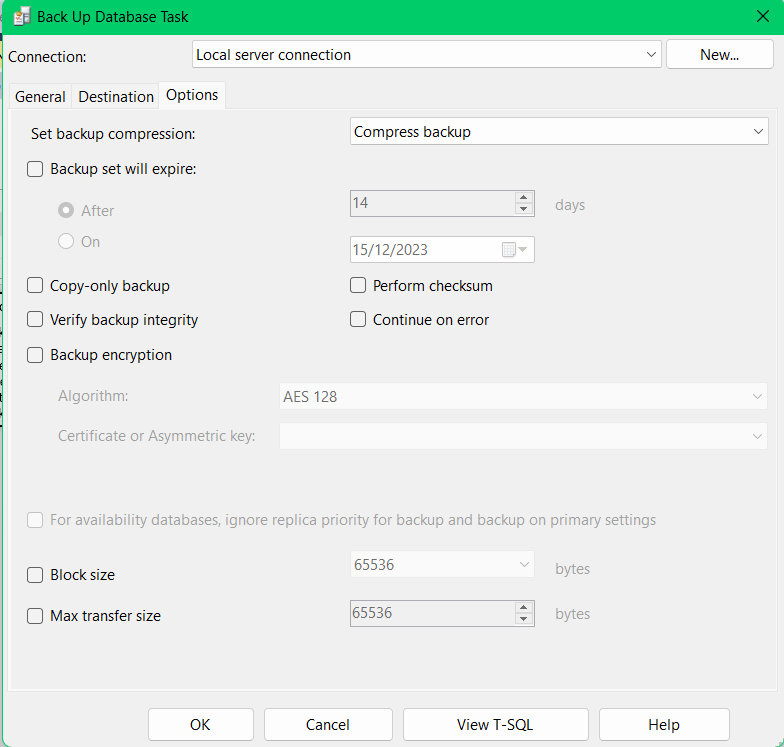 Back Up Database Task
Connection: Local server connection New...
General Destination Options
Set backup compression: Compress backup
Backup set will expire:
After 14 days
On 15/12/2023
Copy-only backup Perform checksum
Verify backup integrity Continue on error
Backup encryption
Algorithm: AES 128
Certificate or Asymmetric key:
For availability databases, ignore replica priority for backup and backup on primary settings
Block size 65536 bytes
Max transfer size 65536 bytes
OK Cancel View T-SQL Help